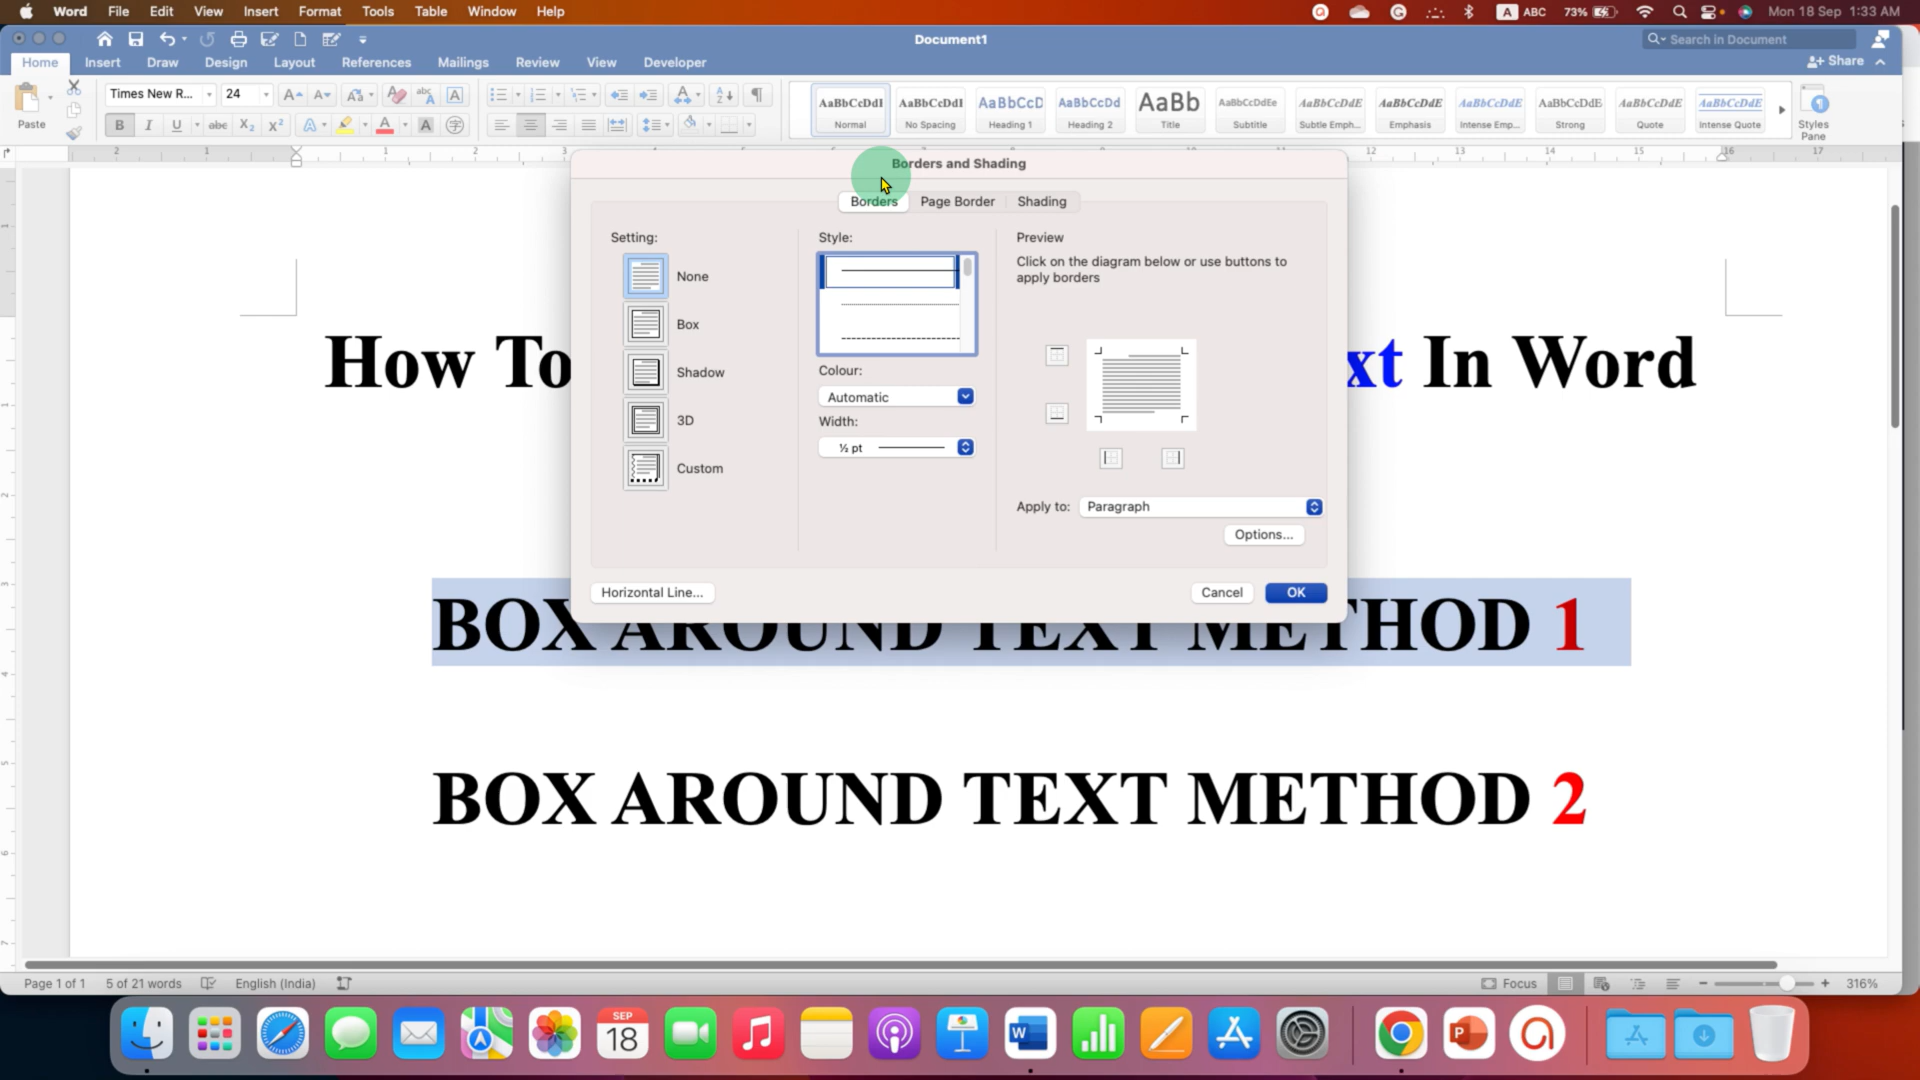 Word File Edit View Insert Format Tools Table Window Help
A ABC 73% Mon 18 Sep 1:33 AM
Document1
Search in Document
Home Insert Draw Design Layout References Mailings Review View Developer
Share
Paste
Times New R... 24
AaBbCcDdI AaBbCcDdI AaBbCcD AaBbCcDd AaBb AaBbCcDdEe AaBbCcDdE AaBbCcDdE AaBbCcDdE AaBbCcDdE AaBbCcDdE AaBbCcDdE
Normal No Spacing Heading 1 Heading 2 Title Subtitle Subtle Emph... Emphasis Intense Emp... Strong Quote Intense Quote
Styles
Pane
Borders and Shading
Borders Page Border Shading
Setting:
None
Box
Shadow
3D
Custom
Style:
Colour:
Automatic
Width:
½ pt
Preview
Click on the diagram below or use buttons to
apply borders
Apply to: Paragraph
Options...
Horizontal Line... Cancel OK
How To xt In Word
BOX AROUND TEXT METHOD 1
BOX AROUND TEXT METHOD 2
Page 1 of 1 5 of 21 words English (India) Focus 316%
SEP
18